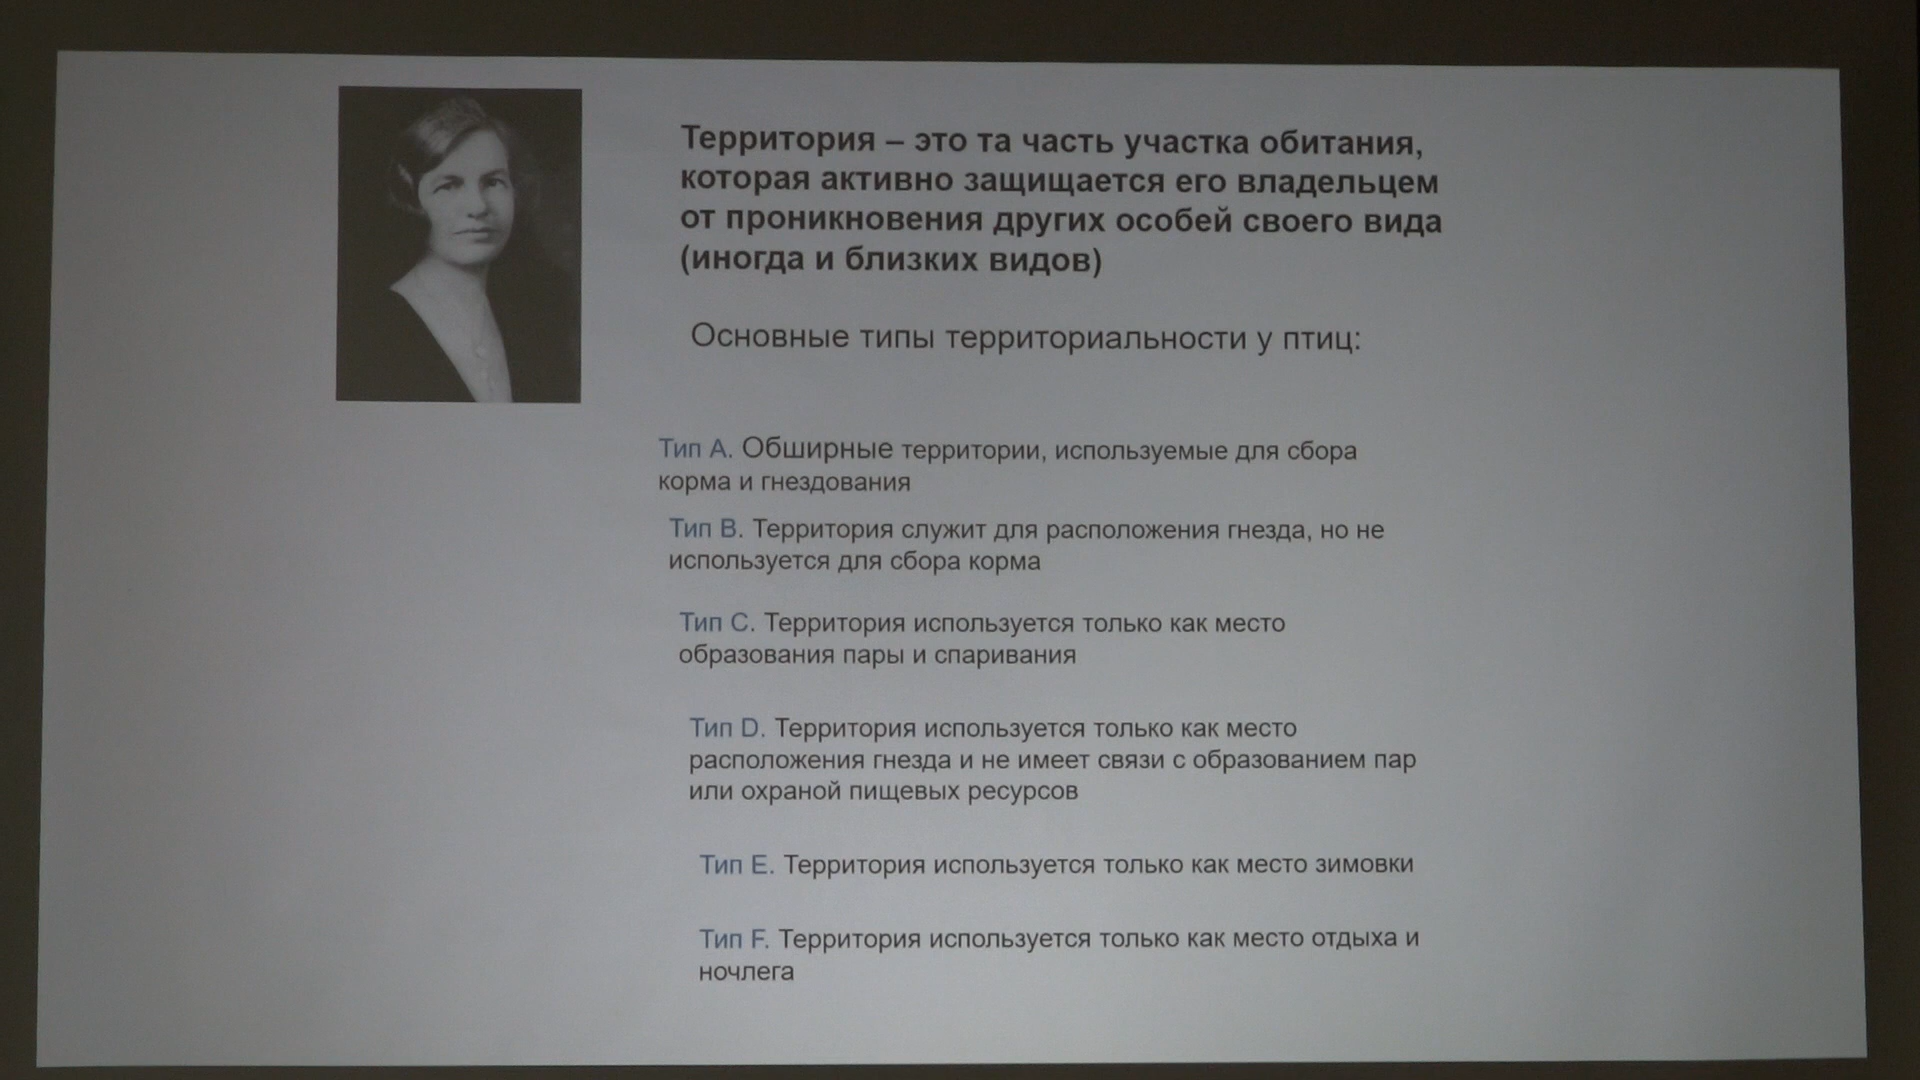 Территория – это та часть участка обитания,
которая активно защищается его владельцем
от проникновения других особей своего вида
(иногда и близких видов)
Основные типы территориальности у птиц:
Тип A. Обширные территории, используемые для сбора
корма и гнездования
Тип B. Территория служит для расположения гнезда, но не
используется для сбора корма
Тип C. Территория используется только как место
образования пары и спаривания
Тип D. Территория используется только как место
расположения гнезда и не имеет связи с образованием пар
или охраной пищевых ресурсов
Тип E. Территория используется только как место зимовки
Тип F. Территория используется только как место отдыха и
ночлега